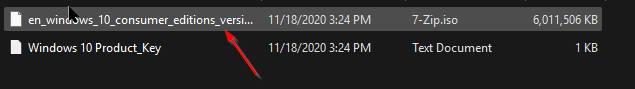 en_windows_10_consumer_editions_versi... 11/18/2020 3:24 PM 7-Zip.iso 6,011,506 KB
Windows 10 Product_Key 11/18/2020 3:24 PM Text Document 1 KB